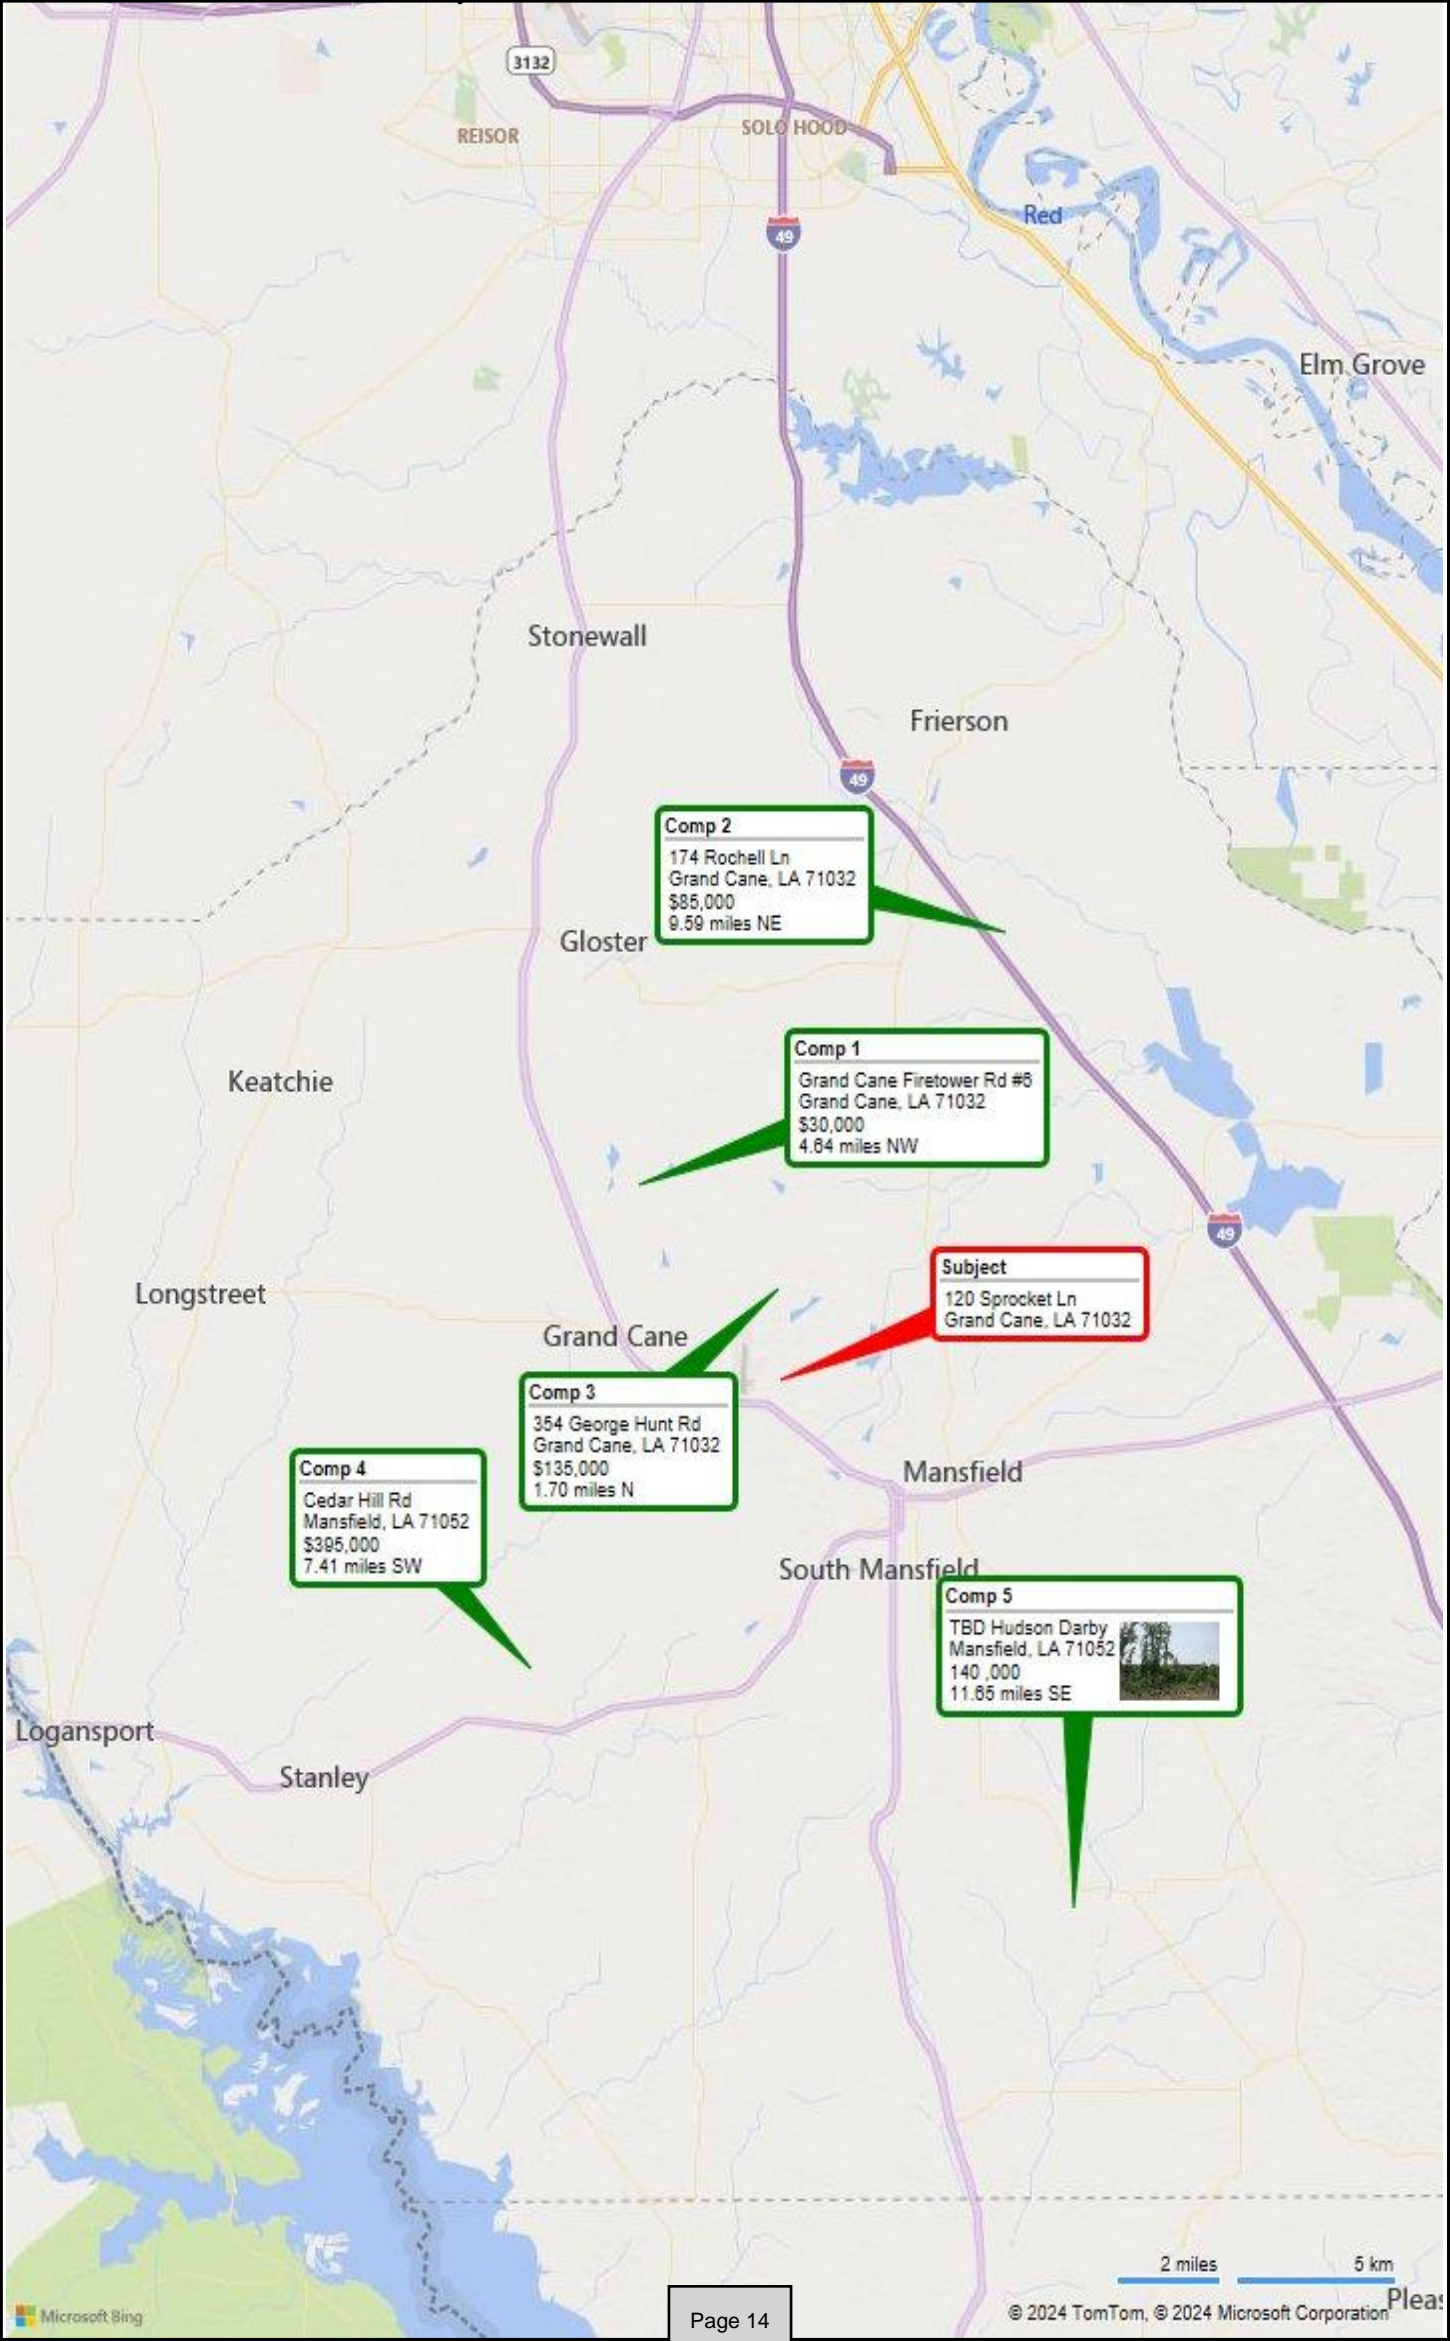 3132
REISOR
SOLO HOOD
Red
49
Elm Grove
Stonewall
Frierson
49
Comp 2
174 Rochell Ln
Grand Cane, LA 71032
$85,000
9.59 miles NE
Gloster
Comp 1
Grand Cane Firetower Rd #6
Grand Cane, LA 71032
$30,000
4.64 miles NW
Keatchie
49
Subject
120 Sprocket Ln
Grand Cane, LA 71032
Longstreet
Grand Cane
Comp 3
354 George Hunt Rd
Grand Cane, LA 71032
$135,000
1.70 miles N
Comp 4
Cedar Hill Rd
Mansfield, LA 71052
$395,000
7.41 miles SW
Mansfield
South Mansfield
Comp 5
TBD Hudson Darby
Mansfield, LA 71052
140 ,000
11.65 miles SE
Logansport
Stanley
2 miles
5 km
Pleas
Microsoft Bing
Page 14
© 2024 TomTom, © 2024 Microsoft Corporation